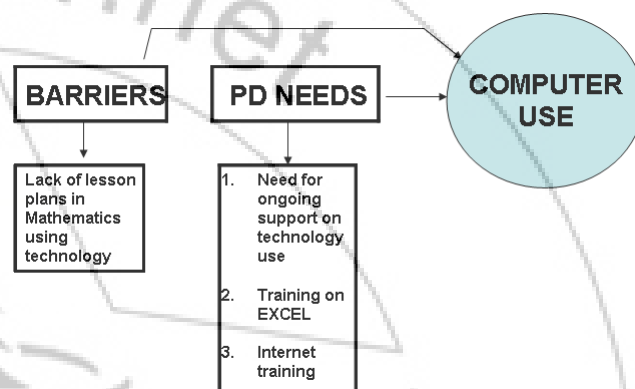 BARRIERS
PD NEEDS
COMPUTER
USE
Lack of lesson
plans in
Mathematics
using
technology
1. Need for
ongoing
support on
technology
use
2. Training on
EXCEL
3. Internet
training